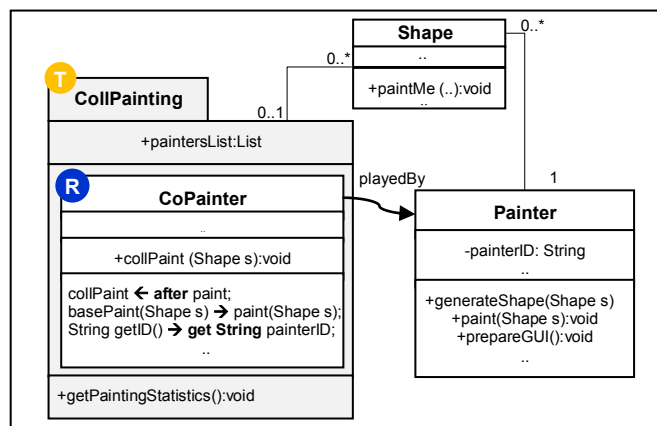 Shape
0..*
0..*
..
T
+paintMe (..):void
..
CollPainting
0..1
+paintersList:List
R
playedBy
CoPainter
1
Painter
..
-painterID: String
..
+collPaint (Shape s):void
collPaint ← after paint;
basePaint(Shape s) → paint(Shape s);
String getID() → get String painterID;
..
+generateShape(Shape s)
+paint(Shape s):void
+prepareGUI():void
..
+getPaintingStatistics():void